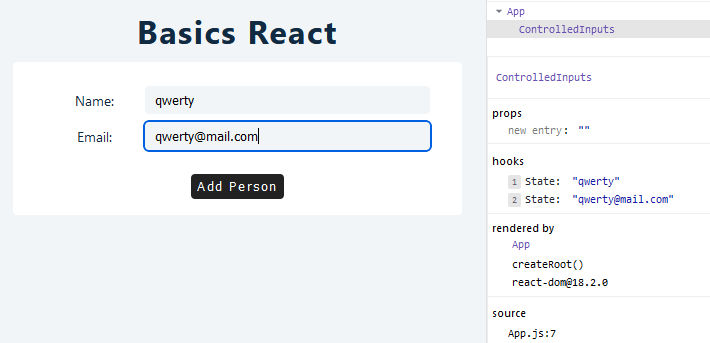 Basics React
Name: qwerty
Email: qwerty@mail.com
Add Person
App
ControlledInputs
ControlledInputs
props
new entry: ""
hooks
1 State: "qwerty"
2 State: "qwerty@mail.com"
rendered by
App
createRoot()
react-dom@18.2.0
source
App.js:7